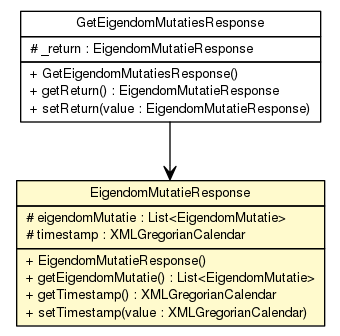 GetEigendomMutatiesResponse
# _return : EigendomMutatieResponse
+ GetEigendomMutatiesResponse()
+ getReturn() : EigendomMutatieResponse
+ setReturn(value : EigendomMutatieResponse)
EigendomMutatieResponse
# eigendomMutatie : List<EigendomMutatie>
# timestamp : XMLGregorianCalendar
+ EigendomMutatieResponse()
+ getEigendomMutatie() : List<EigendomMutatie>
+ getTimestamp() : XMLGregorianCalendar
+ setTimestamp(value : XMLGregorianCalendar)